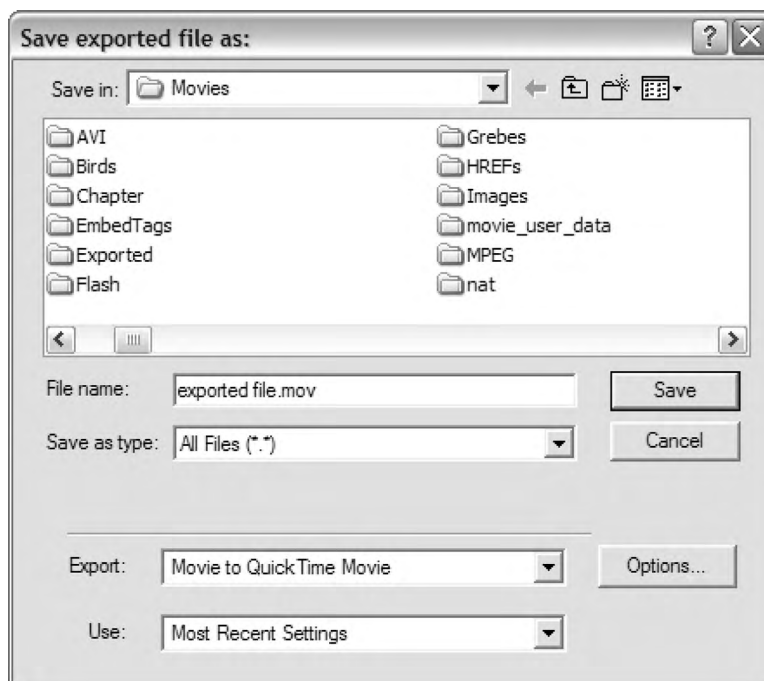 Save exported file as:
Save in: Movies
AVI
Birds
Chapter
EmbedTags
Exported
Flash
Grebes
HREFs
Images
movie_user_data
MPEG
nat
File name: exported file.mov Save
Save as type: All Files (*.*) Cancel
Export: Movie to QuickTime Movie Options...
Use: Most Recent Settings